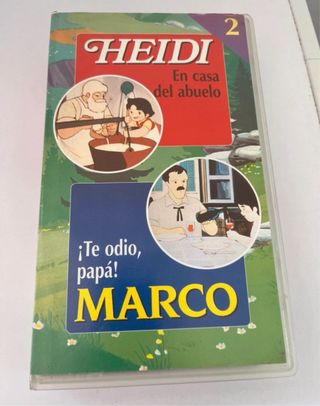 2
HEIDI
En casa
del abuelo
¡Te odio,
papá!
MARCO